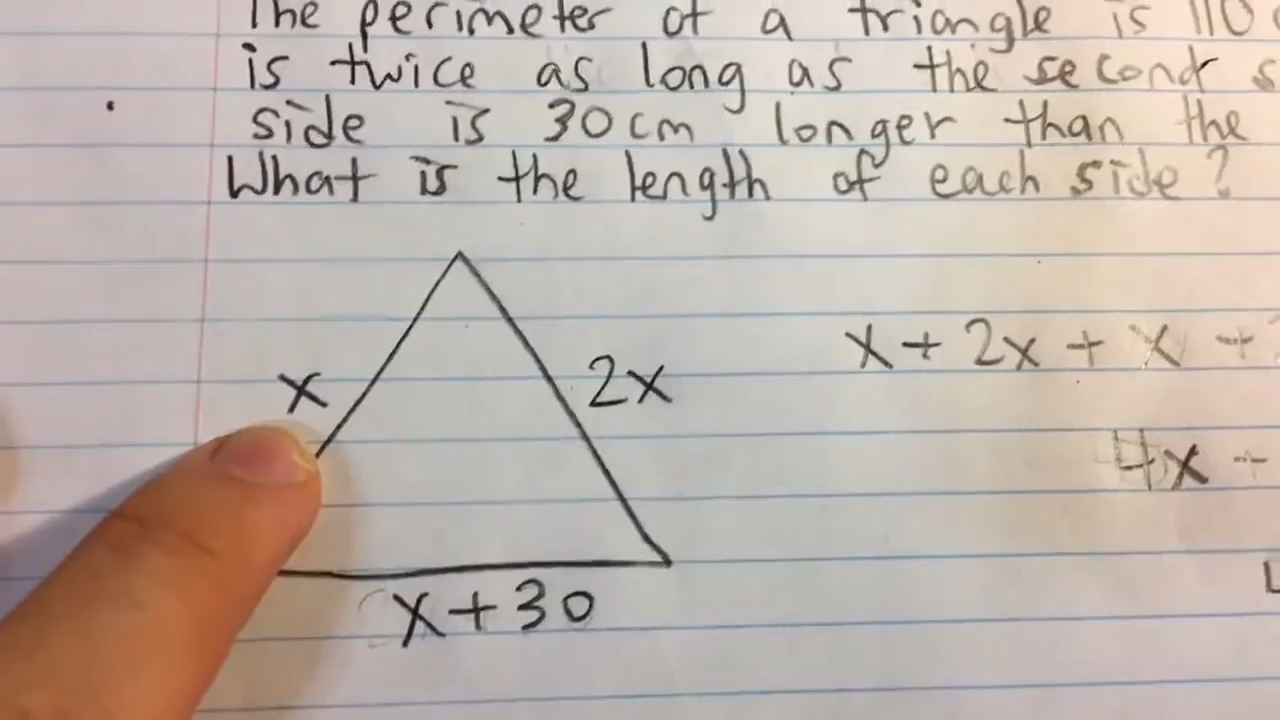 The perimeter of a triangle is 110
is twice as long as the second s
side is 30cm longer than the
What is the length of each side?
x
2x
x + 2x + x +
4x +
x+30